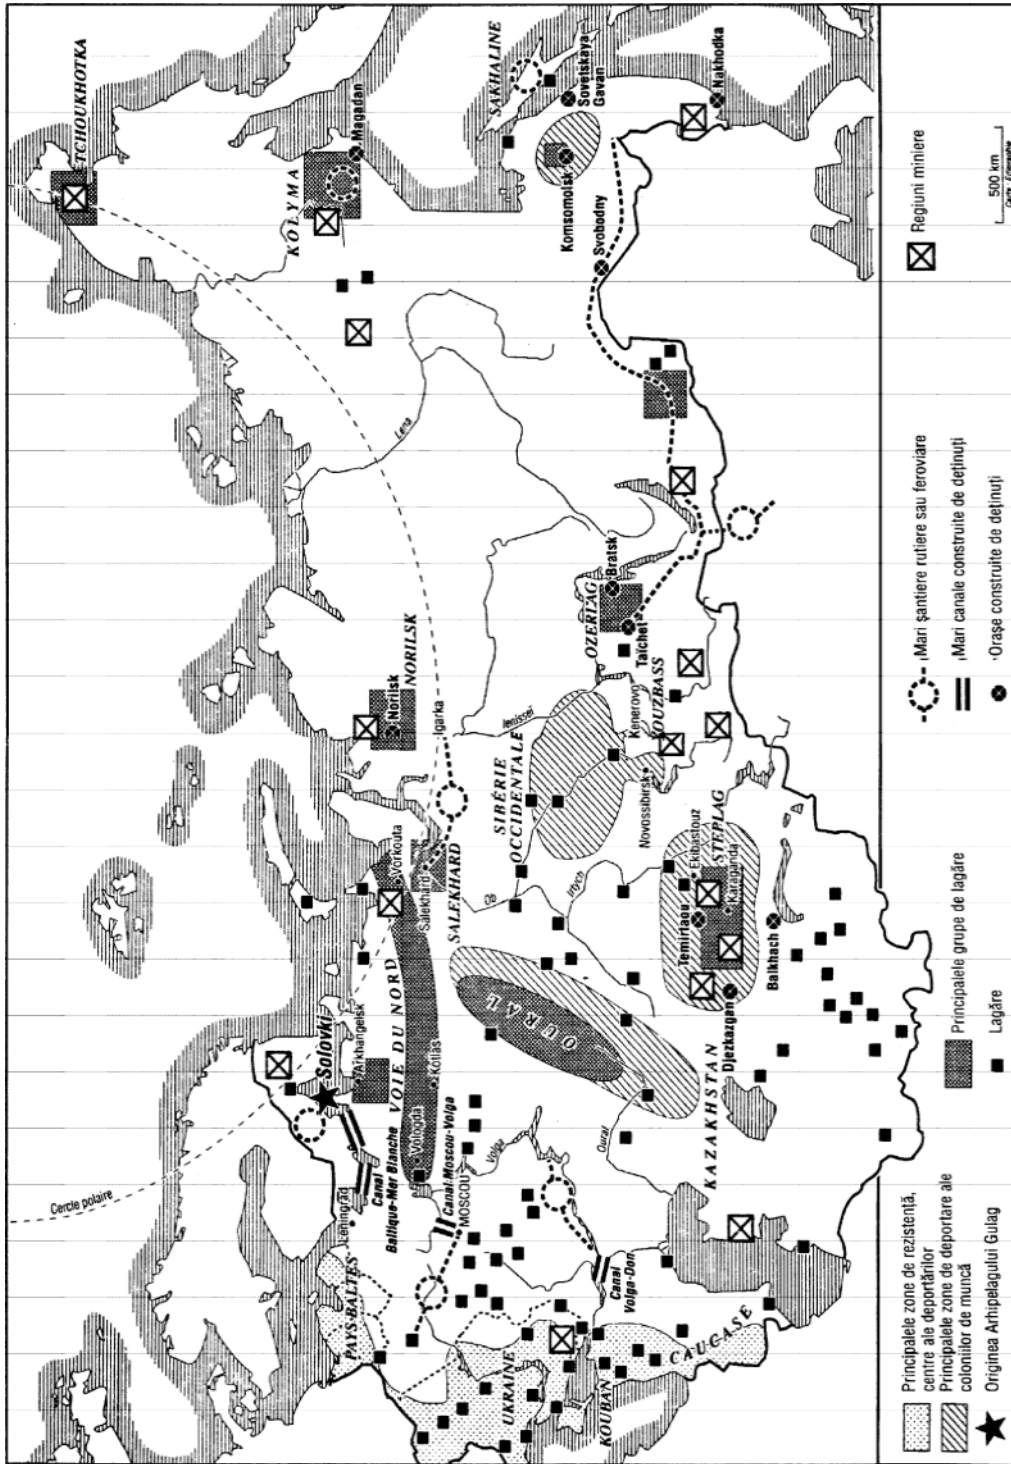 Cercle polaire
TCHOUKHOTKA
KOLYMA
Magadan
SAKHALINE
Sovetskaya
Gavan
Komsomolsk
Svobodny
Nakhodka
Lena
NORILSK
Norilsk
Igarka
Ienissei
OZERLAG
Bratsk
Taïchet
SIBÉRIE
OCCIDENTALE
Kenerovo
KOUZBASS
Novossibirsk
Vorkouta
Salekhard
SALEKHARD
Ob
Irtych
Ekibastouz
STEPLAG
Karaganda
Temirtaou
Balkhach
Djezkazgan
KAZAKHSTAN
Solovki
Arkhangelsk
VOIE DU NORD
Kotlas
Vologda
OURAL
Oural
Leningrad
Canal
Baltique-Mer Blanche
Canal Moscou-Volga
MOSCOU
Volga
Canal
Volga-Don
PAYS BALTES
UKRAINE
KOUBAN
CAUCASE
Principalele zone de rezistență,
centre ale deportărilor
Principalele zone de deportare ale
coloniilor de muncă
Originea Arhipelagului Gulag
Principalele grupe de lagăre
Lagăre
Mari șantiere rutiere sau feroviare
Mari canale construite de deținuți
Orașe construite de deținuți
Regiuni miniere
500 km